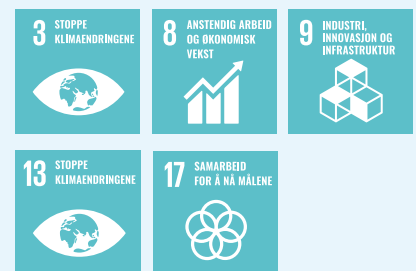 3 STOPPE
KLIMAENDRINGENE
8 ANSTENDIG ARBEID
OG ØKONOMISK
VEKST
9 INDUSTRI,
INNOVASJON OG
INFRASTRUKTUR
13 STOPPE
KLIMAENDRINGENE
17 SAMARBEID
FOR Å NÅ MÅLENE